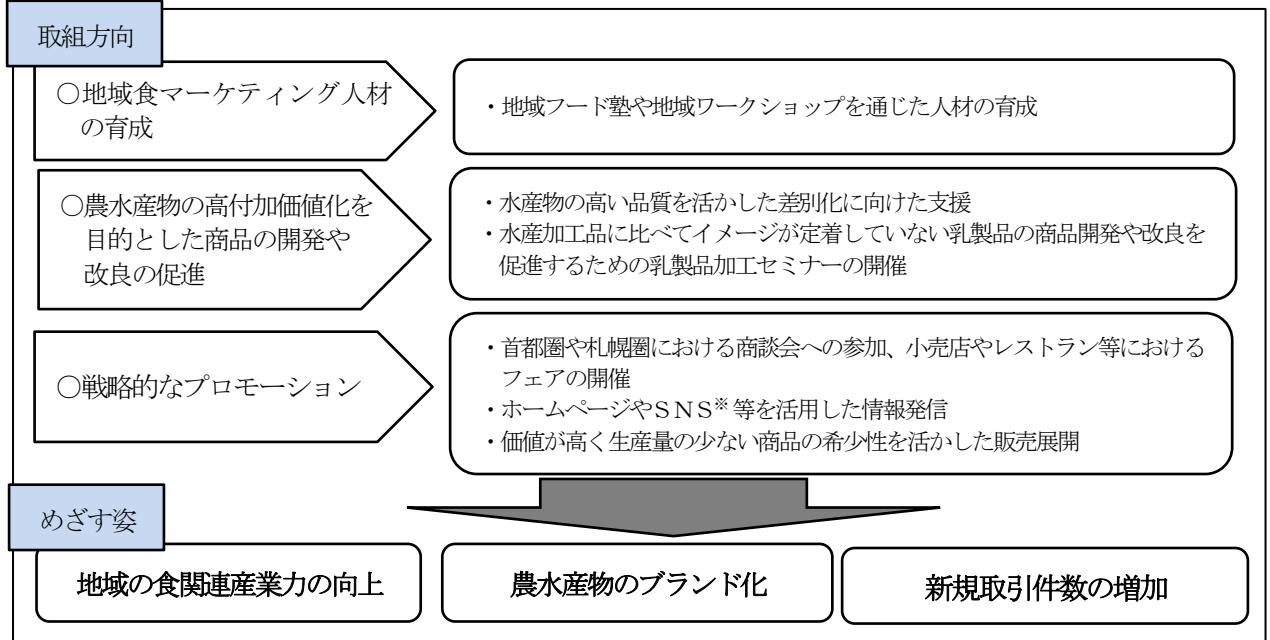 取組方向
○地域食マーケティング人材
の育成
・地域フード塾や地域ワークショップを通じた人材の育成
○農水産物の高付加価値化を
目的とした商品の開発や
改良の促進
・水産物の高い品質を活かした差別化に向けた支援
・水産加工品に比べてイメージが定着していない乳製品の商品開発や改良を
促進するための乳製品加工セミナーの開催
○戦略的なプロモーション
・首都圏や札幌圏における商談会への参加、小売店やレストラン等における
フェアの開催
・ホームページやSNS※等を活用した情報発信
・価値が高く生産量の少ない商品の希少性を活かした販売展開
めざす姿
地域の食関連産業力の向上
農水産物のブランド化
新規取引件数の増加